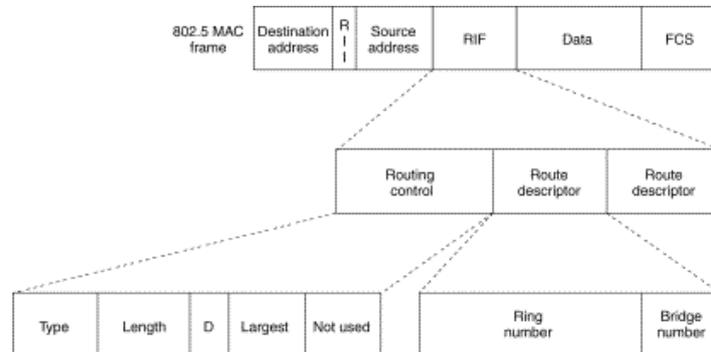 802.5 MAC
frame
Destination
address
R
I
I
Source
address
RIF
Data
FCS
Routing
control
Route
descriptor
Route
descriptor
Type
Length
D
Largest
Not used
Ring
number
Bridge
number